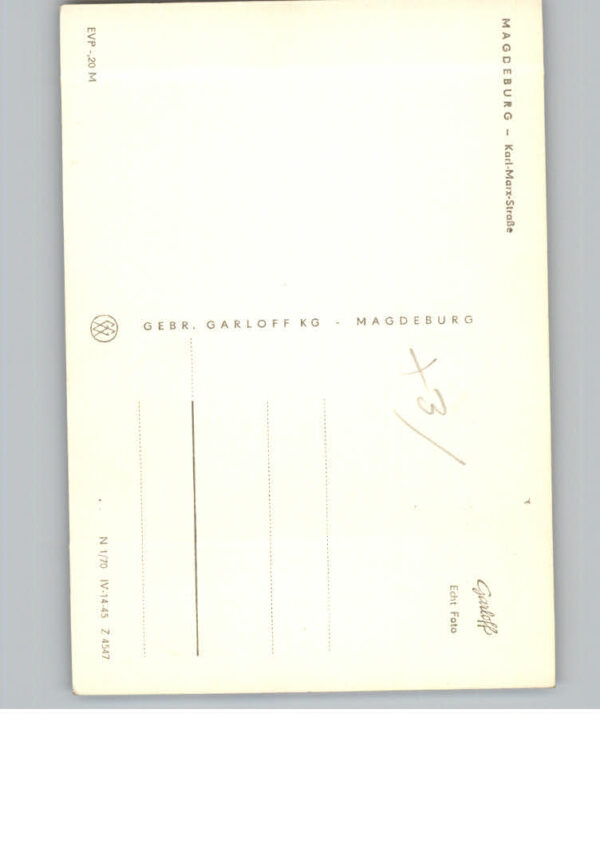 MAGDEBURG – Karl-Marx-Straße
EVP -,20 M
GEBR. GARLOFF KG - MAGDEBURG
x3/
Garloff
Echt Foto
N 1/70 IV-14-45 Z 4547